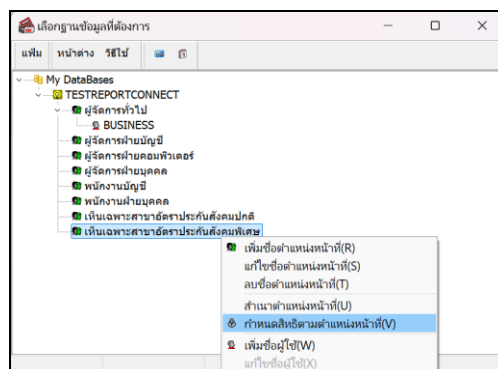 เลือกฐานข้อมูลที่ต้องการ
แฟ้ม หน้าต่าง วิธีใช้
My DataBases
TESTREPORTCONNECT
ผู้จัดการทั่วไป
BUSINESS
ผู้จัดการฝ่ายบัญชี
ผู้จัดการฝ่ายคอมพิวเตอร์
ผู้จัดการฝ่ายบุคคล
พนักงานบัญชี
พนักงานฝ่ายบุคคล
เห็นเฉพาะสาขาอัตราประกันสังคมปกติ
เห็นเฉพาะสาขาอัตราประกันสังคมพิเศษ
เพิ่มชื่อตำแหน่งหน้าที่(R)
แก้ไขชื่อตำแหน่งหน้าที่(S)
ลบชื่อตำแหน่งหน้าที่(T)
สำเนาตำแหน่งหน้าที่(U)
กำหนดสิทธิตามตำแหน่งหน้าที่(V)
เพิ่มชื่อผู้ใช้(W)
แก้ไขชื่อผู้ใช้(X)